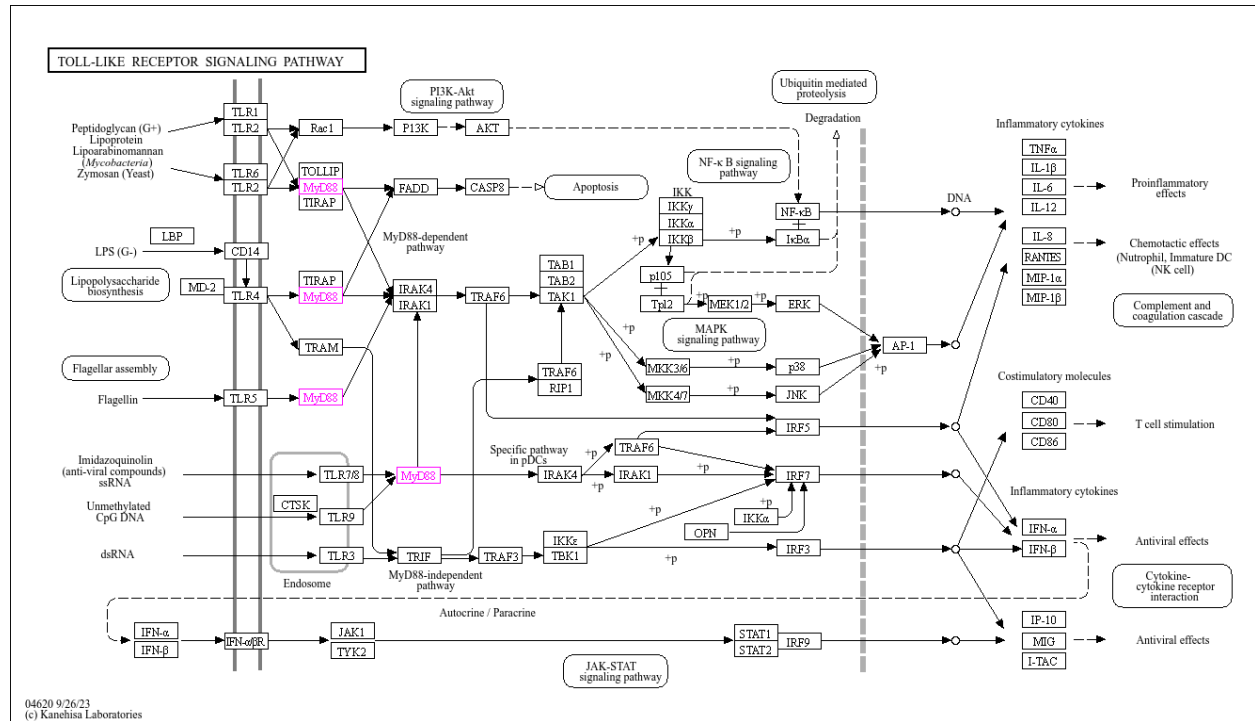 TOLL-LIKE RECEPTOR SIGNALING PATHWAY
PI3K-Akt
signaling pathway
Ubiquitin mediated
proteolysis
Degradation
TLR1
TLR2
Peptidoglycan (G+)
Lipoprotein
Lipoarabinomannan
(Mycobacteria)
Zymosan (Yeast)
TLR6
TLR2
Rac1
P13K
AKT
TOLLIP
MyD88
TIRAP
FADD
CASP8
Apoptosis
NF-κ B signaling
pathway
IKK
IKKγ
IKKα
IKKβ
NF-κB
IκBα
+p
+p
DNA
Inflammatory cytokines
TNFα
IL-1β
IL-6
IL-12
Proinflammatory
effects
IL-8
RANTES
MIP-1α
MIP-1β
Chemotactic effects
(Nutrophil, Immature DC
(NK cell)
Complement and
coagulation cascade
MyD88-dependent
pathway
LBP
LPS (G-)
CD14
Lipopolysaccharide
biosynthesis
MD-2
TLR4
TIRAP
MyD88
IRAK4
IRAK1
TRAF6
TAB1
TAB2
TAK1
p105
Tpl2
+p
MEK1/2
+p
ERK
MAPK
signaling pathway
TRAM
AP-1
+p
Flagellar assembly
Flagellin
TLR5
MyD88
TRAF6
RIP1
+p
MKK3/6
+p
p38
+p
MKK4/7
+p
JNK
Costimulatory molecules
CD40
CD80
CD86
T cell stimulation
IRF5
Imidazoquinolin
(anti-viral compounds)
ssRNA
TLR7/8
MyD88
Specific pathway
in pDCs
IRAK4
+p
TRAF6
+p
IRAK1
+p
IRF7
Unmethylated
CpG DNA
CTSK
TLR9
+p
IKKα
OPN
Inflammatory cytokines
IFN-α
IFN-β
Antiviral effects
dsRNA
TLR3
Endosome
TRIF
MyD88-independent
pathway
TRAF3
IKKε
TBK1
+p
IRF3
Cytokine-
cytokine receptor
interaction
Autocrine / Paracrine
IFN-α
IFN-β
IFN-α/βR
JAK1
TYK2
STAT1
STAT2
IRF9
JAK-STAT
signaling pathway
IP-10
MIG
I-TAC
Antiviral effects
04620 9/26/23
(c) Kanehisa Laboratories